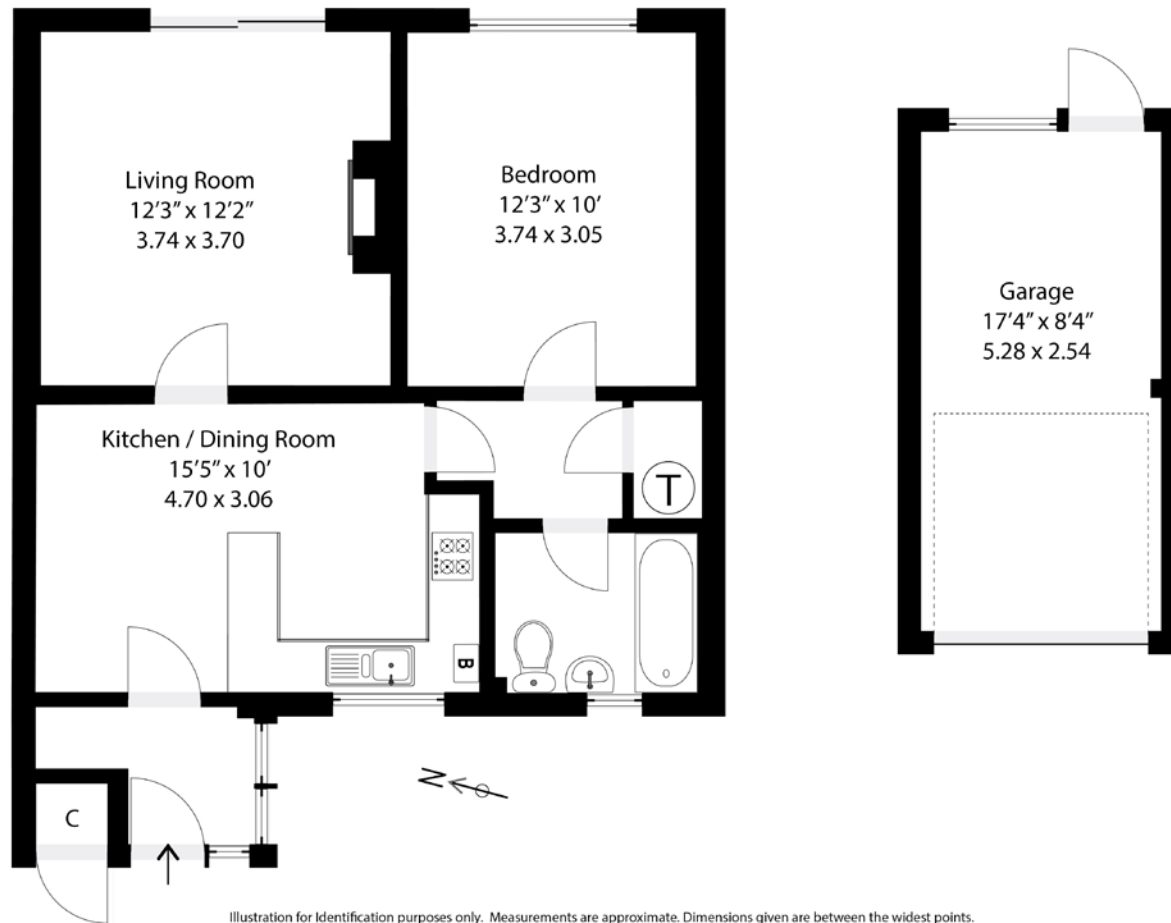 Living Room
12’3” x 12’2”
3.74 x 3.70
Bedroom
12’3” x 10’
3.74 x 3.05
Garage
17’4” x 8’4”
5.28 x 2.54
Kitchen / Dining Room
15’5” x 10’
4.70 x 3.06
T
B
N
C
Illustration for Identification purposes only. Measurements are approximate. Dimensions given are between the widest points.